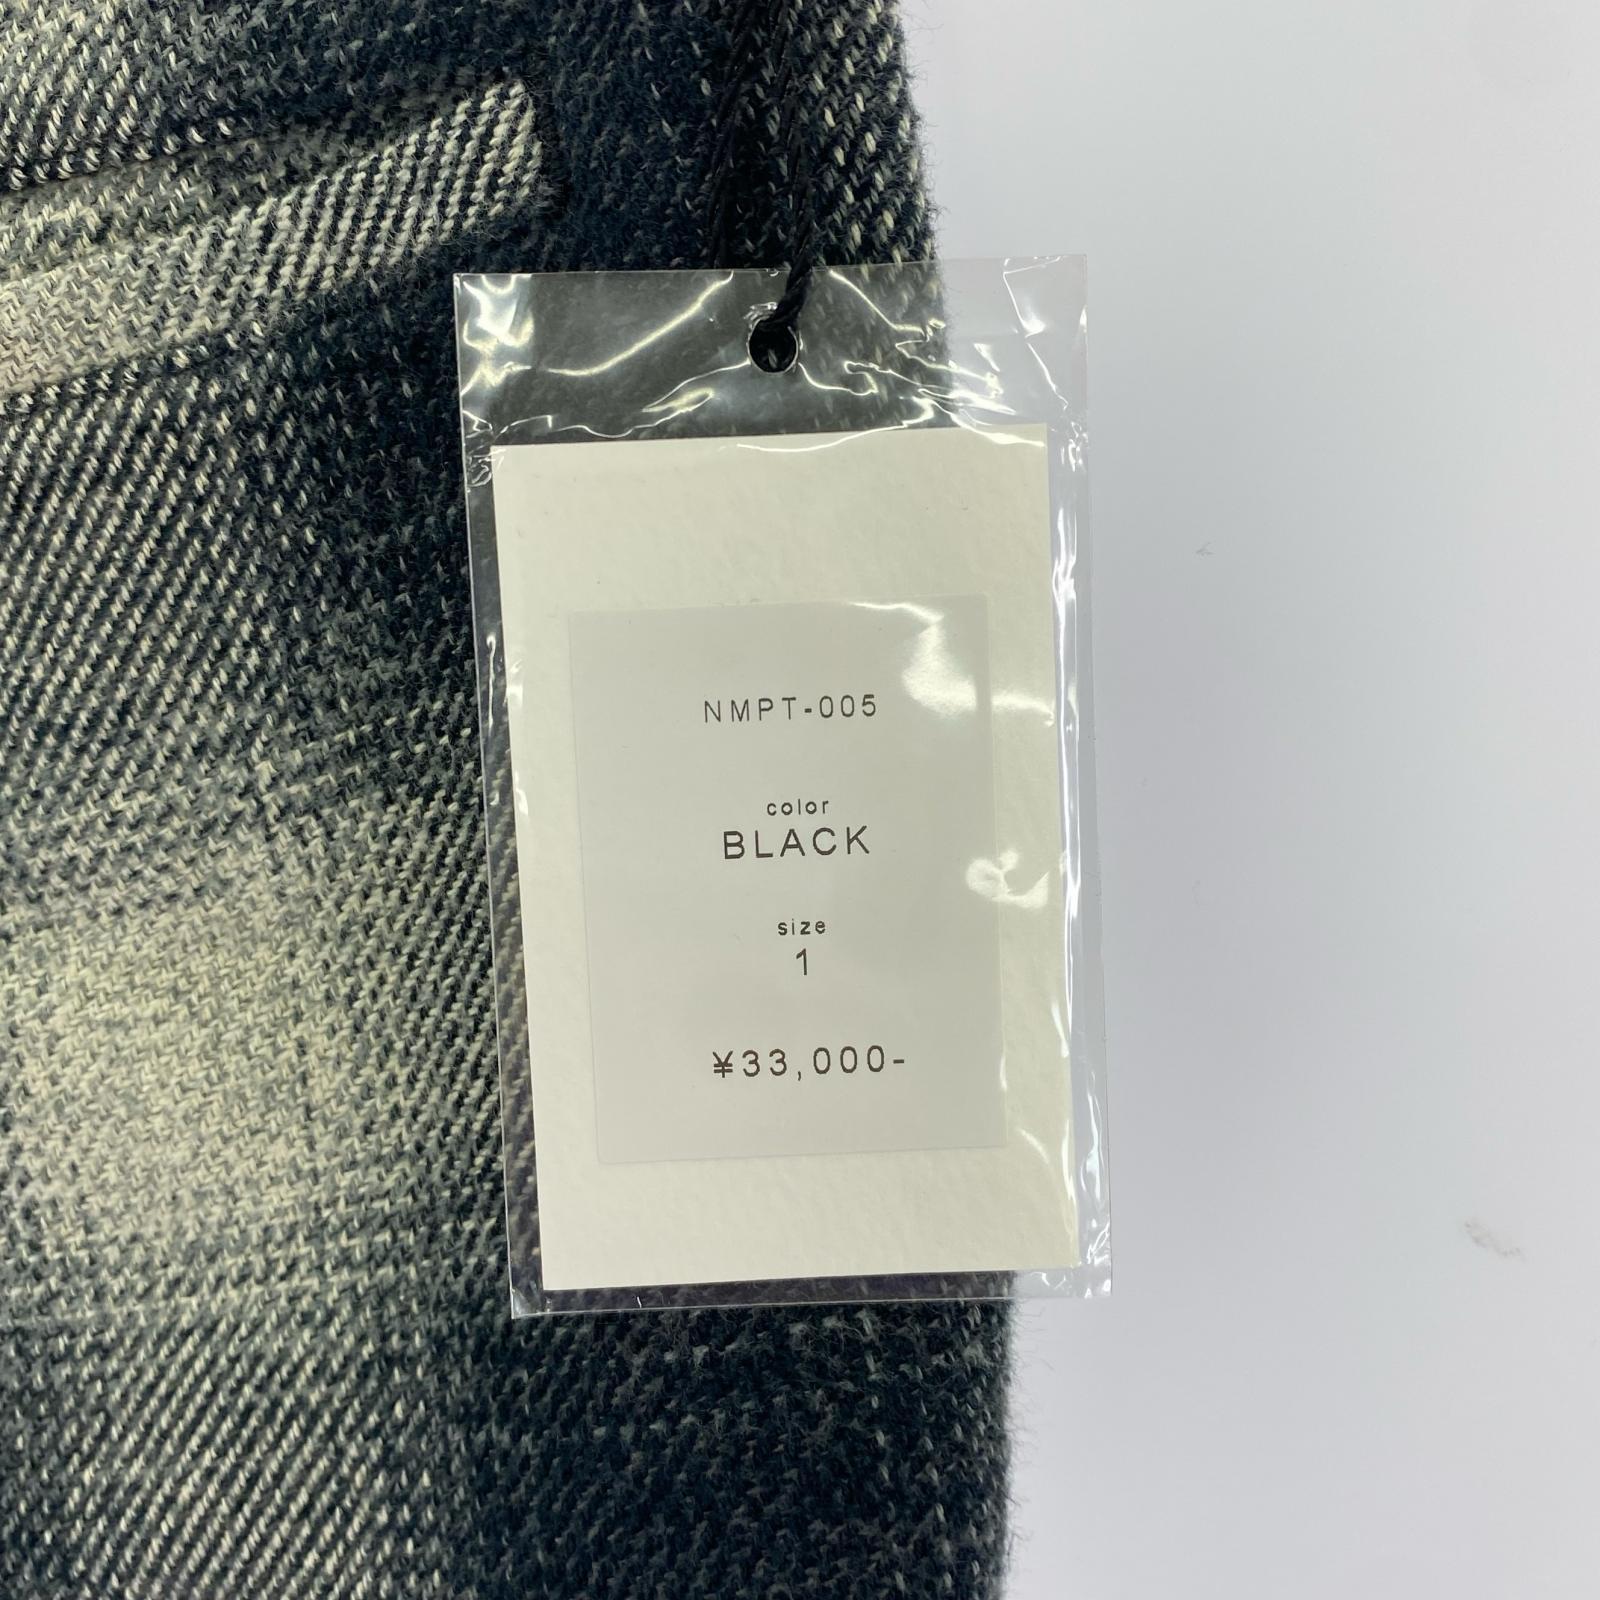 NMPT-005
color
BLACK
size
1
¥33,000-